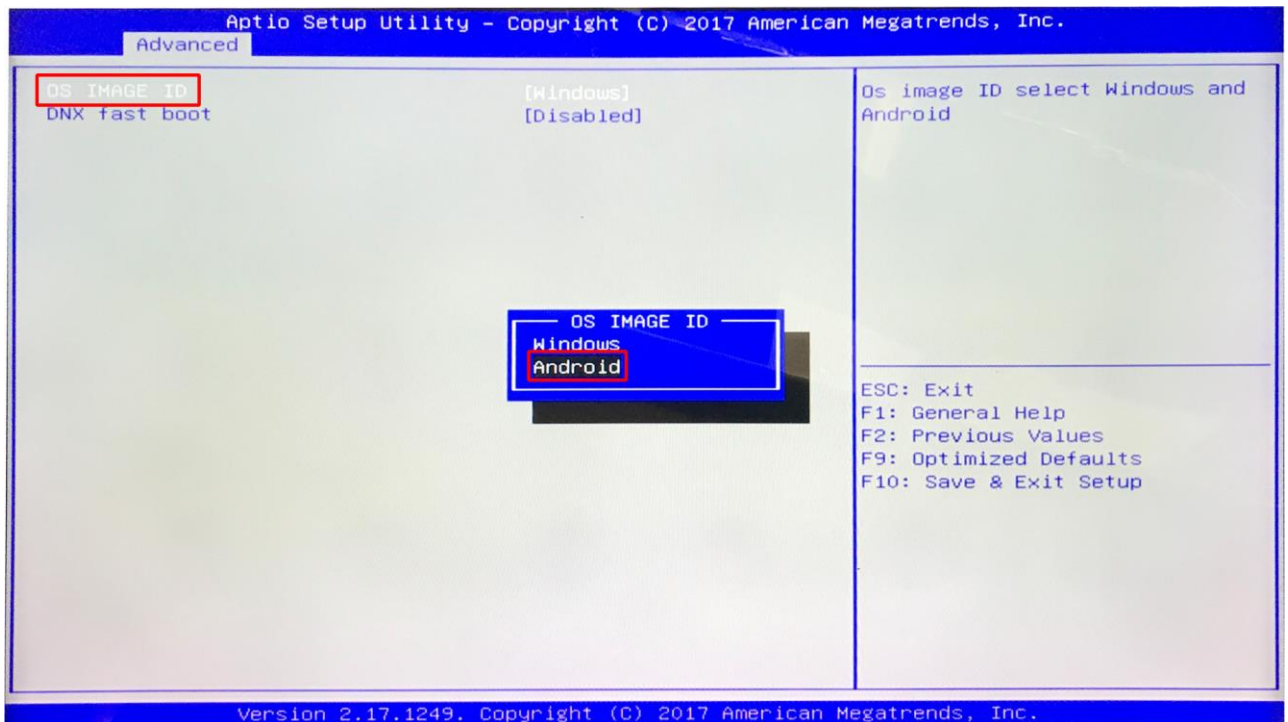 Aptio Setup Utility – Copyright (C) 2017 American Megatrends, Inc.
Advanced
OS IMAGE ID [Windows]
DNX fast boot [Disabled]
Os image ID select Windows and
Android
OS IMAGE ID
Windows
Android
ESC: Exit
F1: General Help
F2: Previous Values
F9: Optimized Defaults
F10: Save & Exit Setup
Version 2.17.1249. Copyright (C) 2017 American Megatrends, Inc.